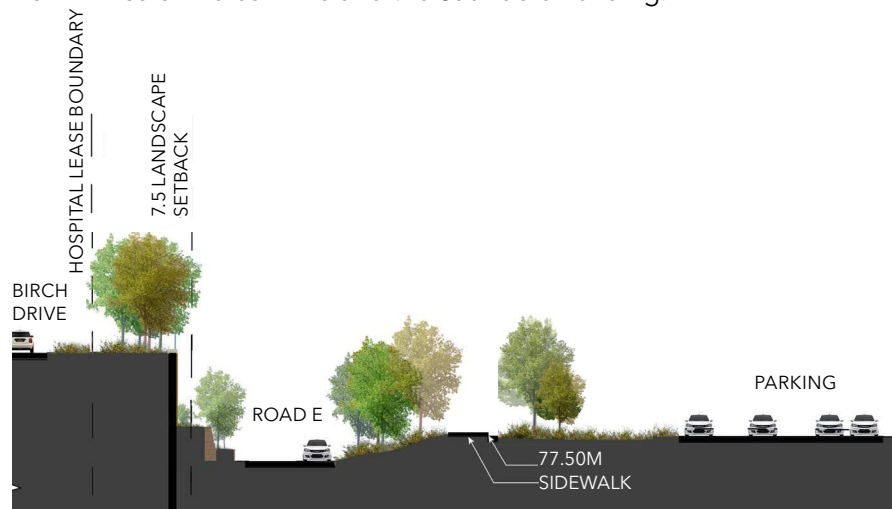 HOSPITAL LEASE BOUNDARY
7.5 LANDSCAPE
SETBACK
BIRCH
DRIVE
ROAD E
PARKING
77.50M
SIDEWALK